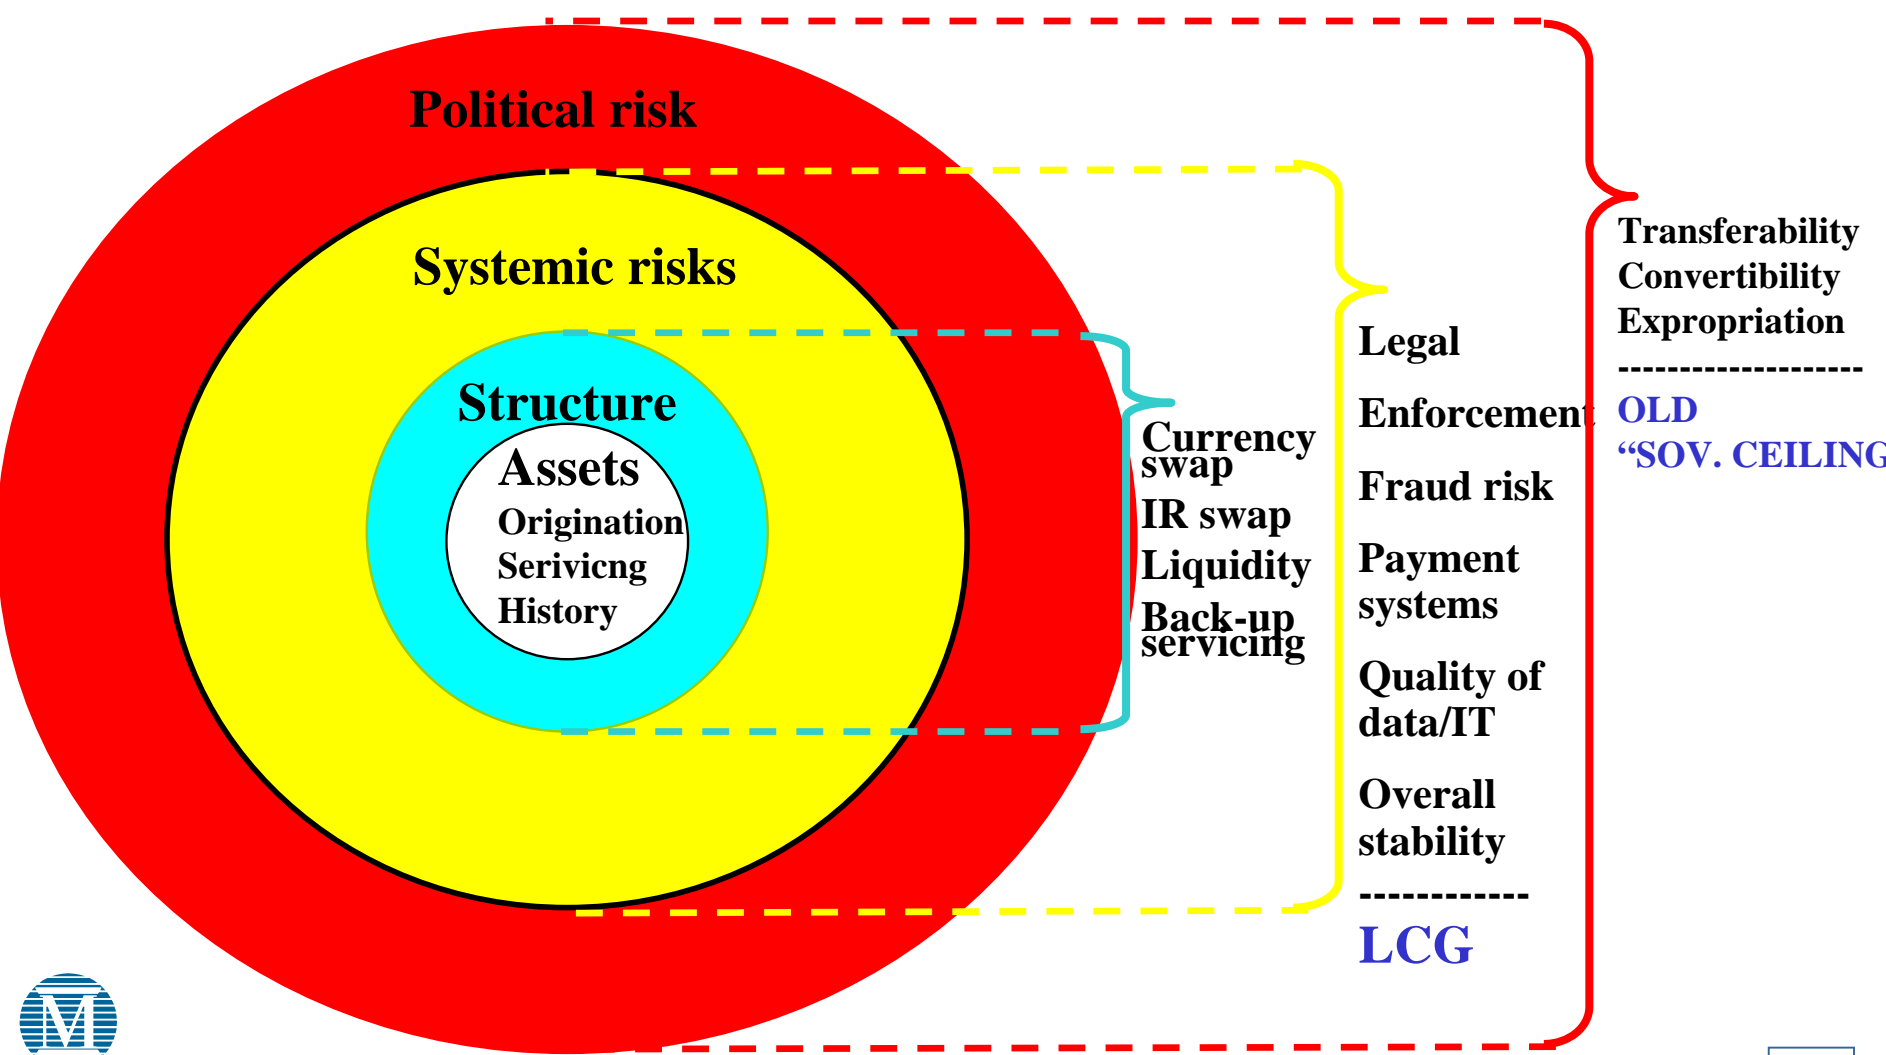 Political risk
Systemic risks
Structure
Assets
Origination
Serivicng
History
Currency
swap
IR swap
Liquidity
Back-up
servicing
Legal
Enforcement
Fraud risk
Payment
systems
Quality of
data/IT
Overall
stability
------------
LCG
Transferability
Convertibility
Expropriation
--------------------
OLD
“SOV. CEILING
M